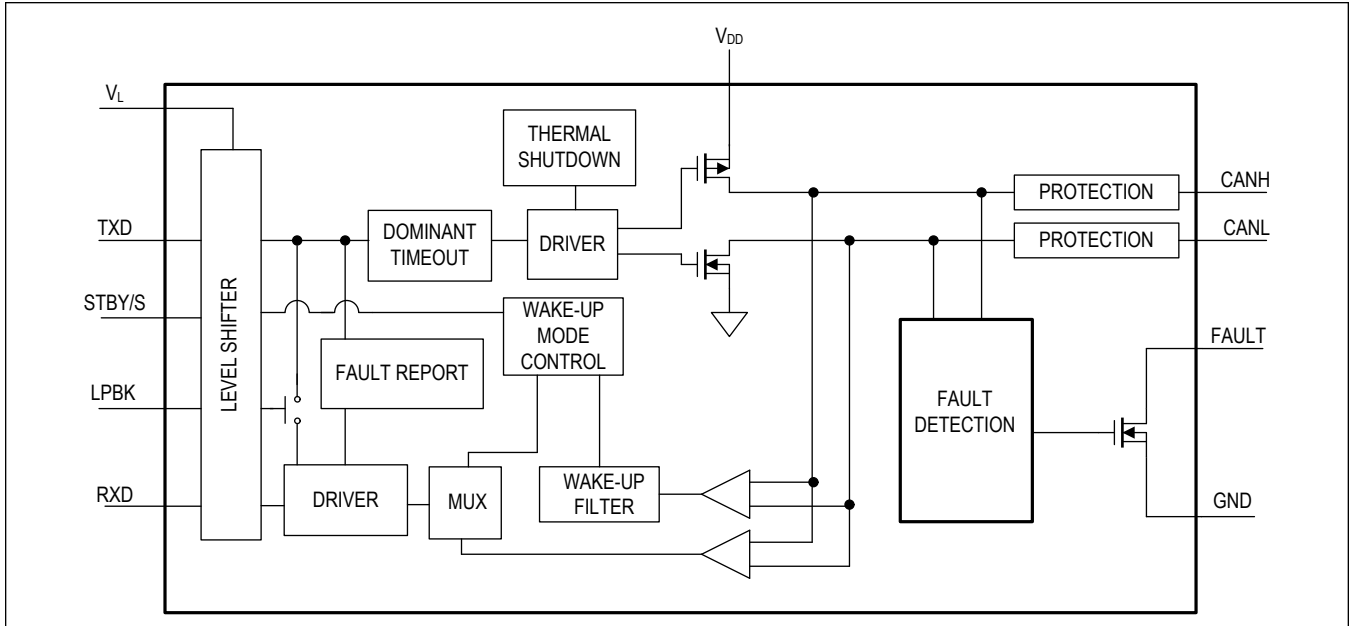 VDD
VL
THERMAL
SHUTDOWN
PROTECTION
CANH
TXD
DOMINANT
TIMEOUT
DRIVER
PROTECTION
CANL
STBY/S
LEVEL SHIFTER
WAKE-UP
MODE
CONTROL
FAULT REPORT
FAULT
LPBK
FAULT
DETECTION
RXD
DRIVER
MUX
WAKE-UP
FILTER
GND